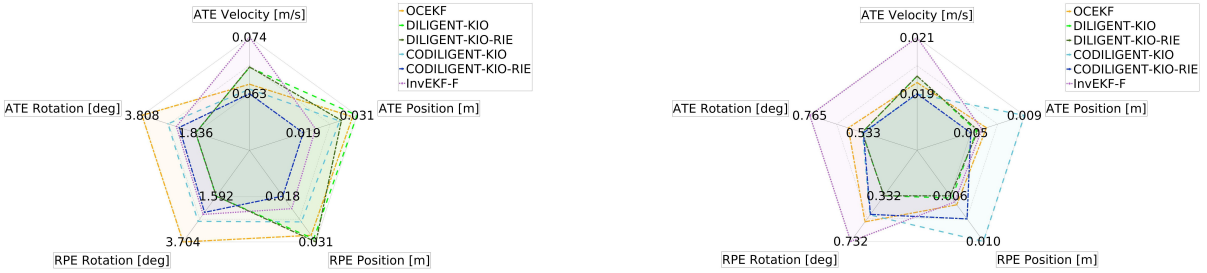 ATE Velocity [m/s]
0.074
OCEKF
DILIGENT-KIO
DILIGENT-KIO-RIE
CODILIGENT-KIO
CODILIGENT-KIO-RIE
InvEKF-F
ATE Rotation [deg]
3.808
0.063
0.031
ATE Position [m]
1.836
0.019
1.592
0.018
3.704
0.031
RPE Rotation [deg]
RPE Position [m]
ATE Velocity [m/s]
0.021
OCEKF
DILIGENT-KIO
DILIGENT-KIO-RIE
CODILIGENT-KIO
CODILIGENT-KIO-RIE
InvEKF-F
ATE Rotation [deg]
0.765
0.019
0.009
ATE Position [m]
0.533
0.005
0.332
0.006
0.732
0.010
RPE Rotation [deg]
RPE Position [m]